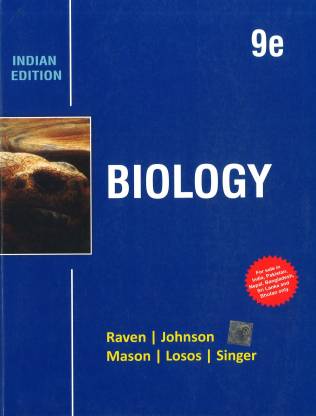 INDIAN
EDITION
9e
BIOLOGY
For sale in
India, Pakistan,
Nepal, Bangladesh,
Sri Lanka and
Bhutan only
Raven | Johnson
Mason | Losos | Singer